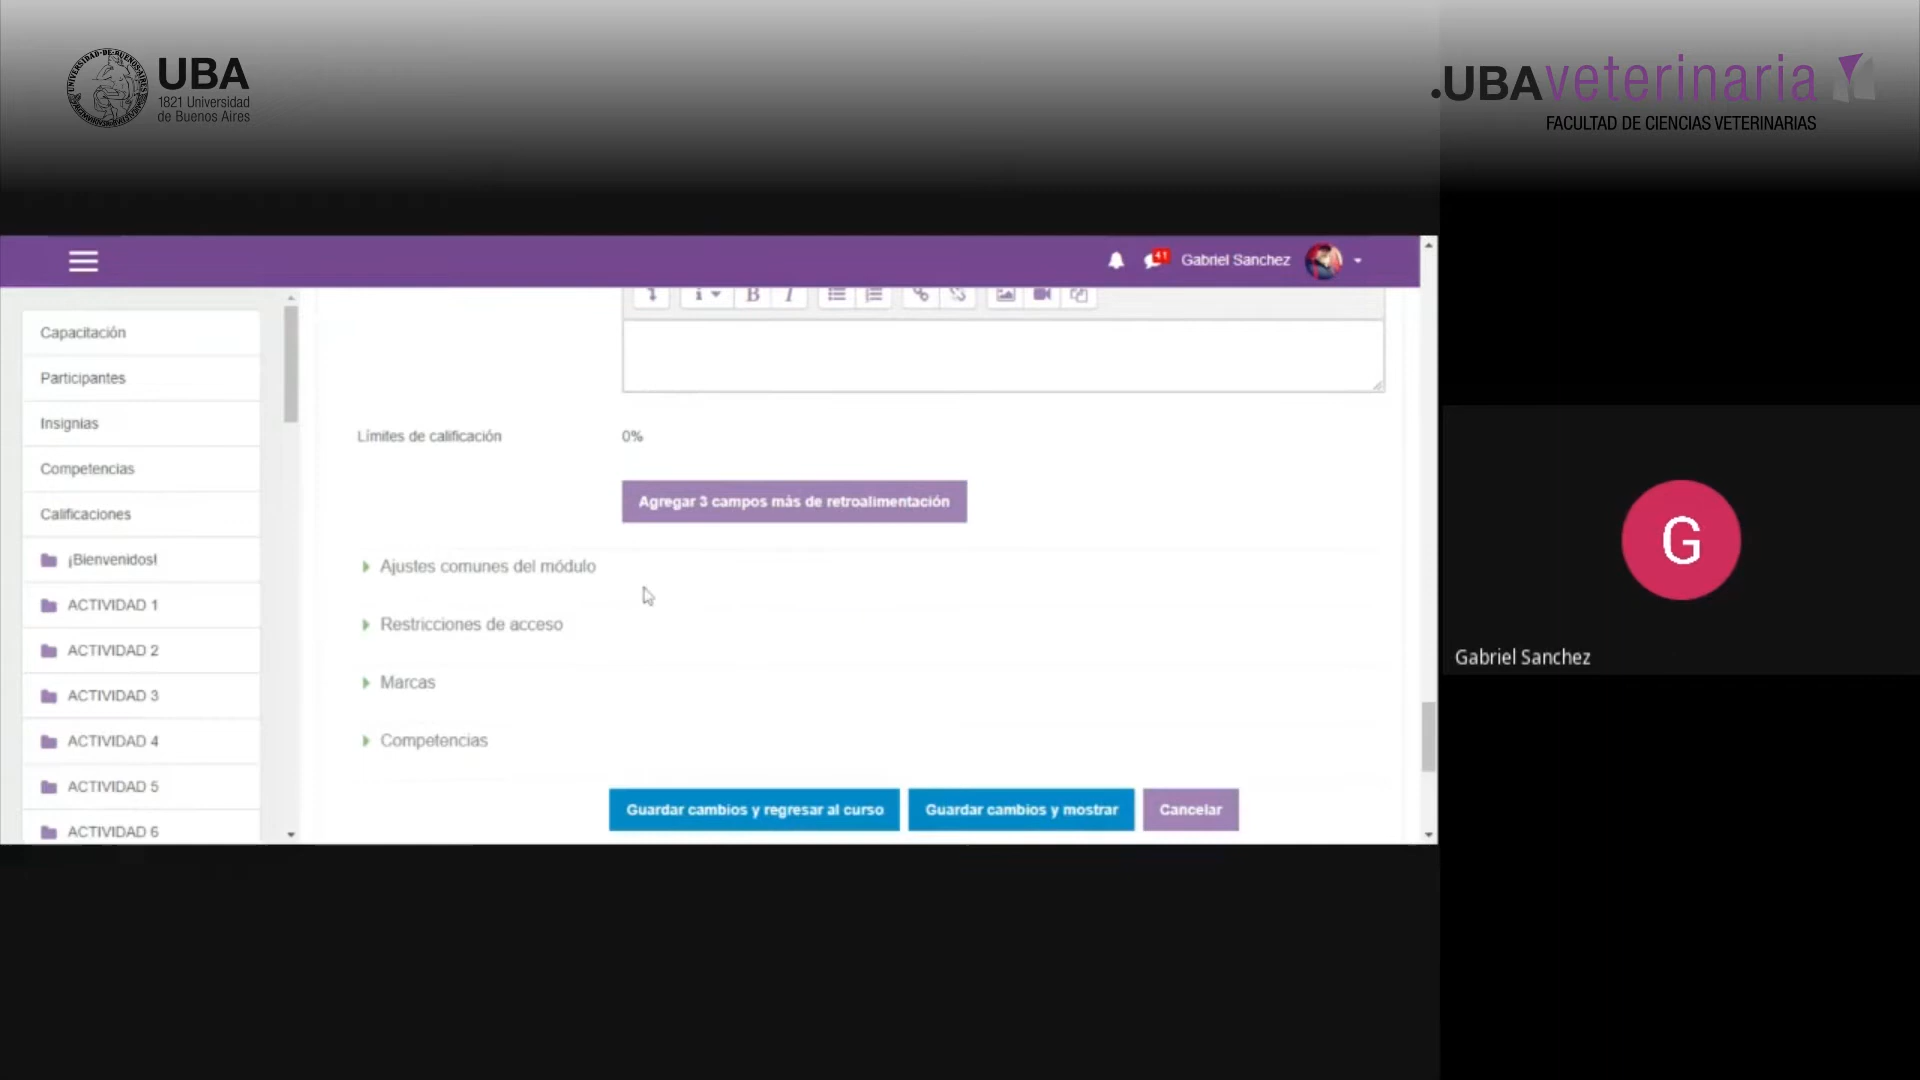 UBA
1821 Universidad
de Buenos Aires
.UBAveterinaria
FACULTAD DE CIENCIAS VETERINARIAS
41
Gabriel Sanchez
Capacitación
Participantes
Insignias
Competencias
Calificaciones
¡Bienvenidos!
ACTIVIDAD 1
ACTIVIDAD 2
ACTIVIDAD 3
ACTIVIDAD 4
ACTIVIDAD 5
ACTIVIDAD 6
B I
Límites de calificación 0%
Agregar 3 campos más de retroalimentación
Ajustes comunes del módulo
Restricciones de acceso
Marcas
Competencias
Guardar cambios y regresar al curso Guardar cambios y mostrar Cancelar
G
Gabriel Sanchez